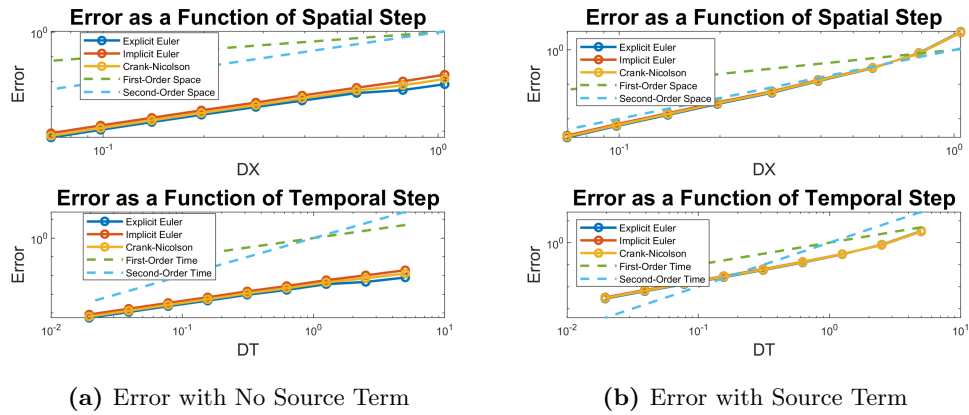 Error as a Function of Spatial Step
10^0
Error
Explicit Euler
Implicit Euler
Crank-Nicolson
First-Order Space
Second-Order Space
10^-1
10^0
DX
Error as a Function of Spatial Step
10^0
Error
Explicit Euler
Implicit Euler
Crank-Nicolson
First-Order Space
Second-Order Space
10^-1
10^0
DX
Error as a Function of Temporal Step
10^0
Error
Explicit Euler
Implicit Euler
Crank-Nicolson
First-Order Time
Second-Order Time
10^-2
10^-1
10^0
10^1
DT
Error as a Function of Temporal Step
10^0
Error
Explicit Euler
Implicit Euler
Crank-Nicolson
First-Order Time
Second-Order Time
10^-2
10^-1
10^0
10^1
DT
(a) Error with No Source Term
(b) Error with Source Term